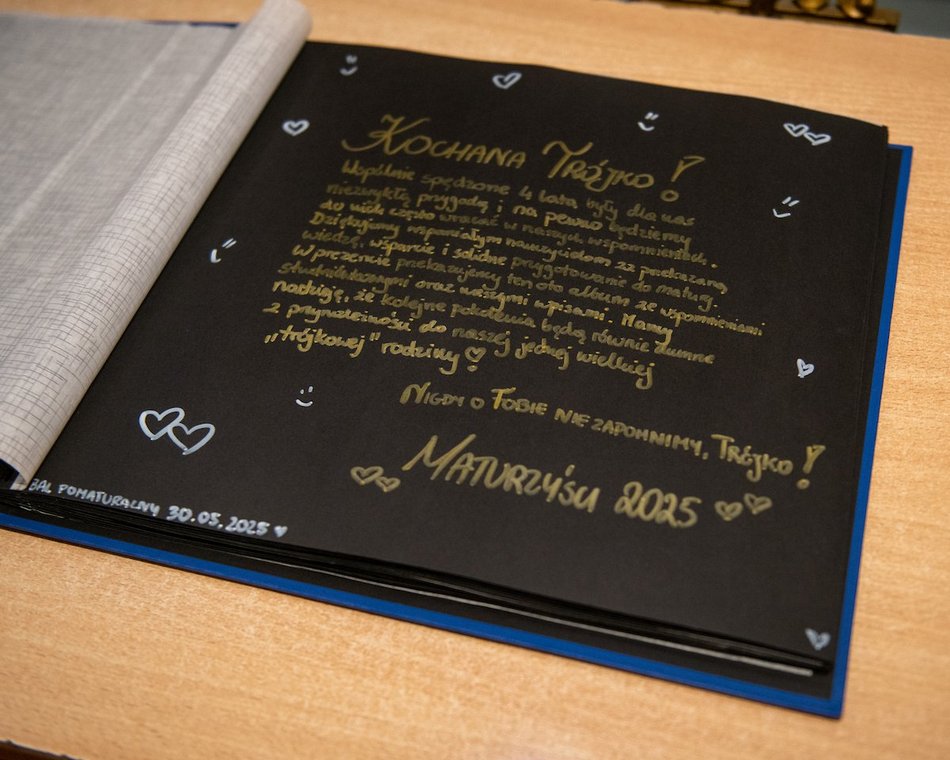 KOCHANA TRÓJKO!
Wspólnie spędzone 4 lata były dla nas
niezwykłą przygodą i na pewno będziemy
do nich często wracać w naszych wspomnieniach.
Dziękujemy wspaniałym nauczycielom za przekazaną
wiedzę, wsparcie i solidne przygotowanie do matury.
W prezencie przekazujemy ten oto album ze wspomnieniami
studniówkowymi oraz naszymi wpisami. Mamy
nadzieję, że kolejne pokolenia będą równie dumne
z przynależności do naszej jednej wielkiej
„trójkowej" rodziny!
NIGDY O TOBIE NIE ZAPOMNIMY, TRÓJKO!
MATURZYŚCI 2025
BAL POMATURALNY 30.05.2025